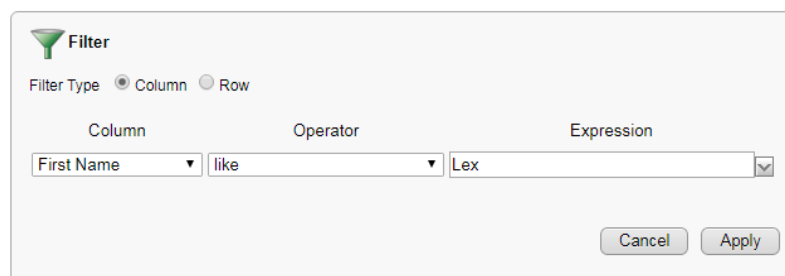 Filter
Filter Type Column Row
Column Operator Expression
First Name like Lex
Cancel Apply